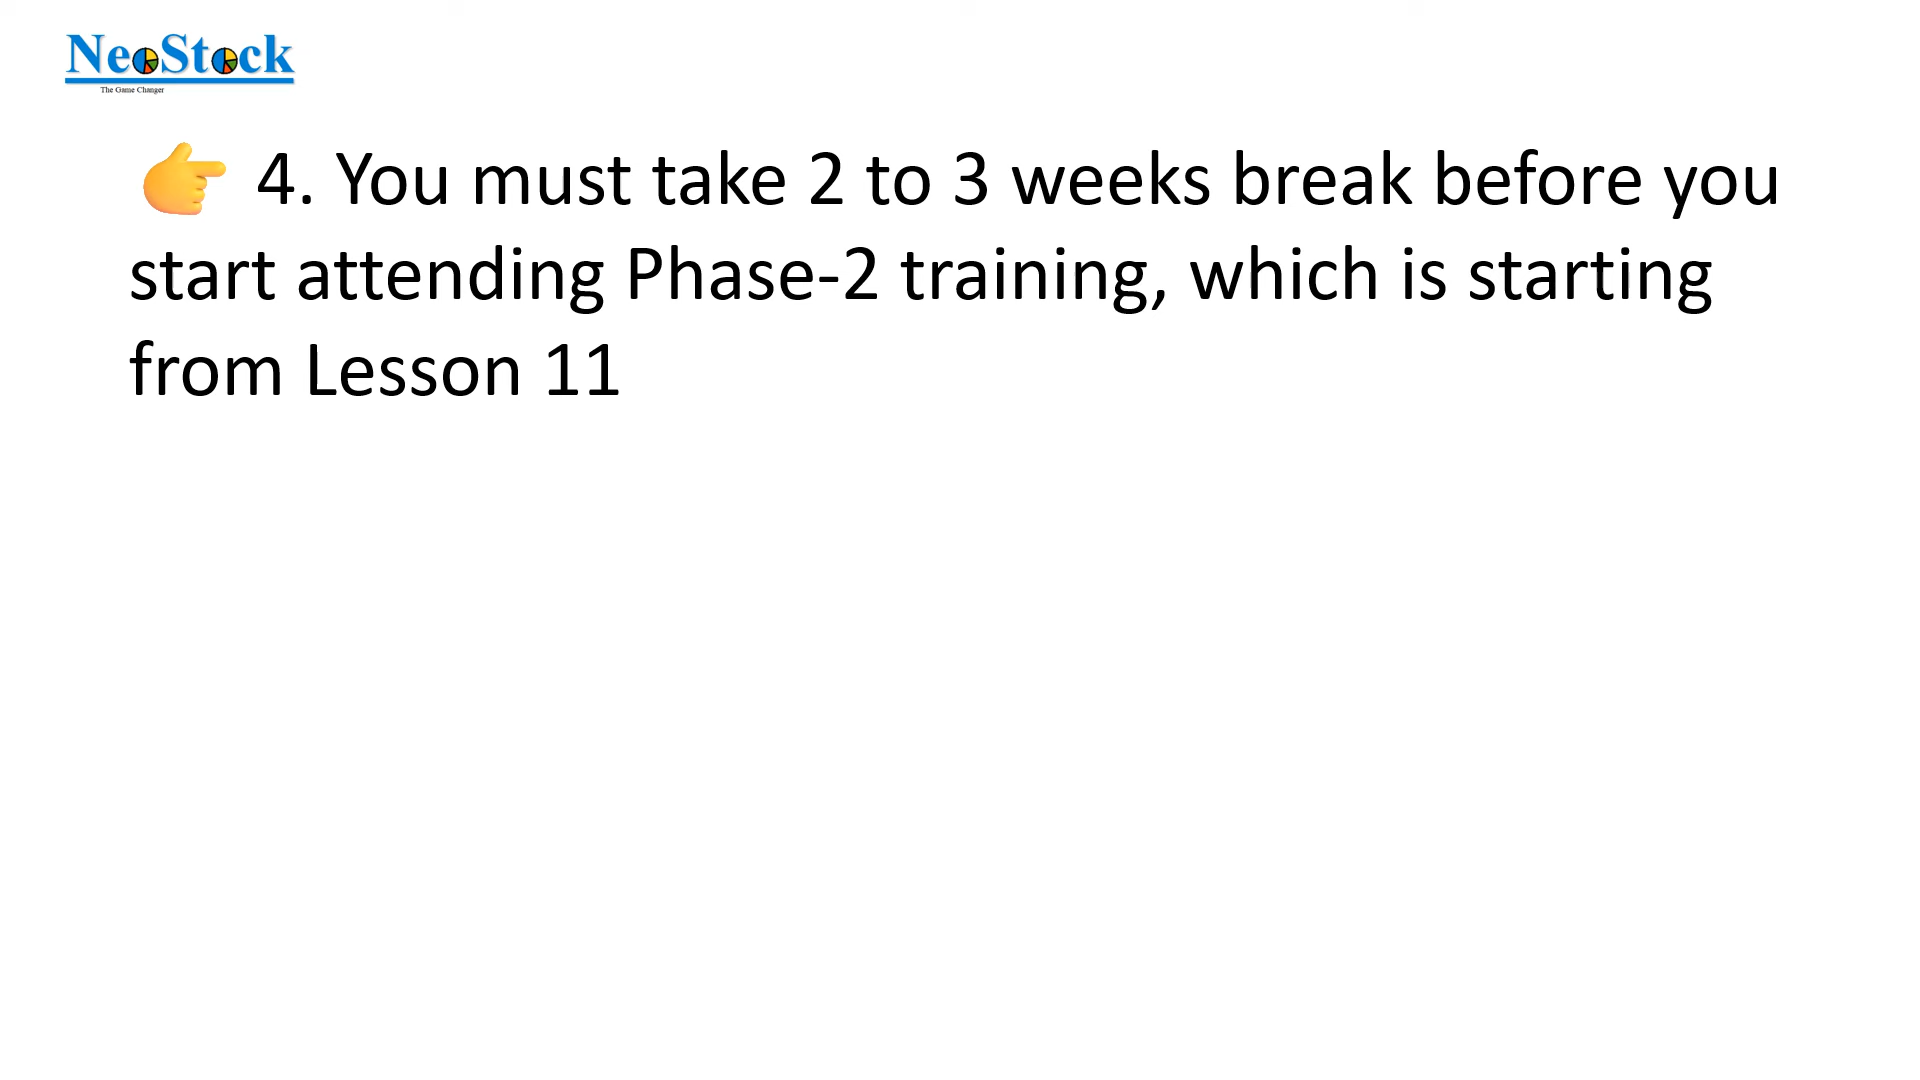 NeoStock
The Game Changer
👉 4. You must take 2 to 3 weeks break before you
start attending Phase-2 training, which is starting
from Lesson 11